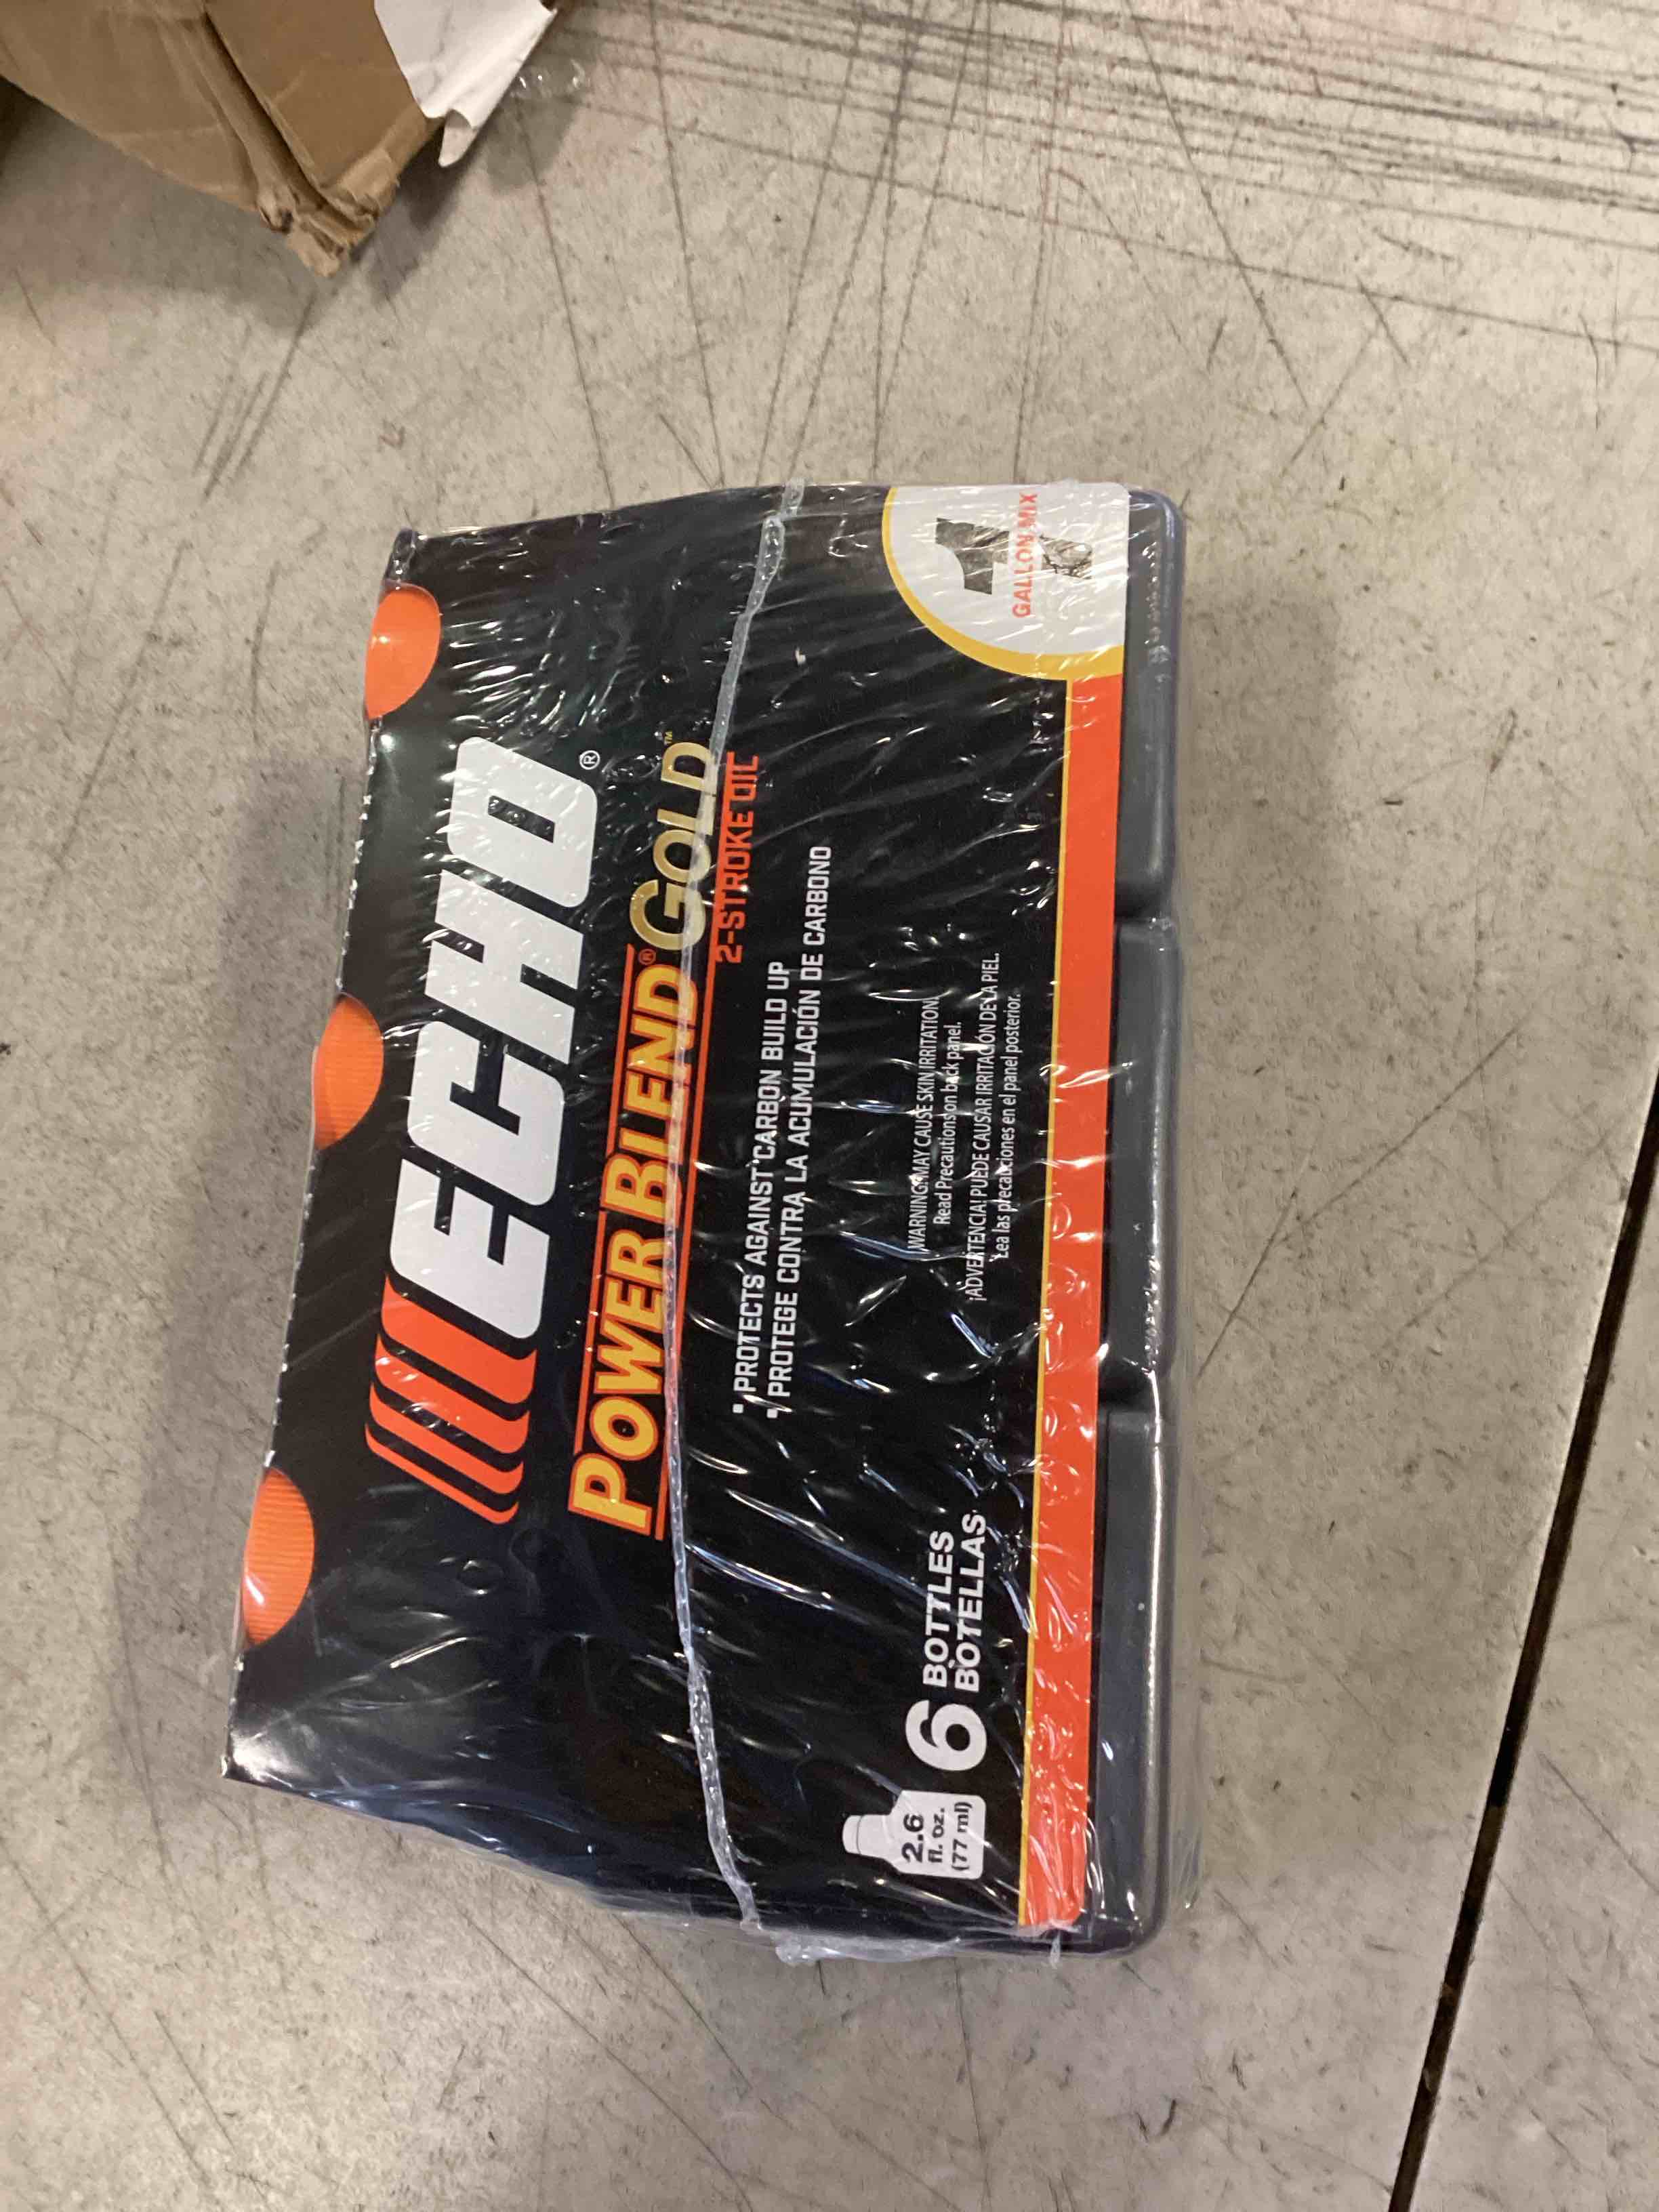 ECHO®
POWER BLEND® GOLD™
2-STROKE OIL
▪ PROTECTS AGAINST CARBON BUILD UP
▪ PROTEGE CONTRA LA ACUMULACIÓN DE CARBONO
WARNING! MAY CAUSE SKIN IRRITATION.
Read Precautions on back panel.
¡ADVERTENCIA! PUEDE CAUSAR IRRITACIÓN DE LA PIEL.
Lea las precauciones en el panel posterior.
2.6
fl. oz.
(77 ml)
6 BOTTLES
BOTELLAS
1
GALLON MIX